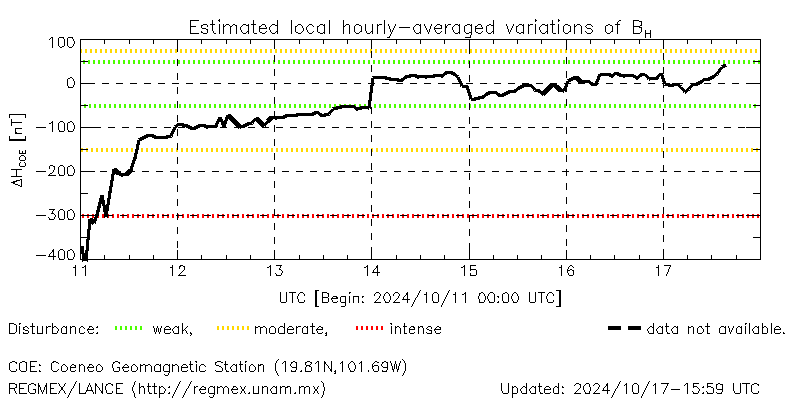 Estimated local hourly-averaged variations of BH
100
0
-100
-200
-300
-400
ΔHCOE [nT]
11 12 13 14 15 16 17
UTC [Begin: 2024/10/11 00:00 UTC]
Disturbance: weak, moderate, intense data not available.
COE: Coeneo Geomagnetic Station (19.81N,101.69W)
REGMEX/LANCE (http://regmex.unam.mx) Updated: 2024/10/17-15:59 UTC